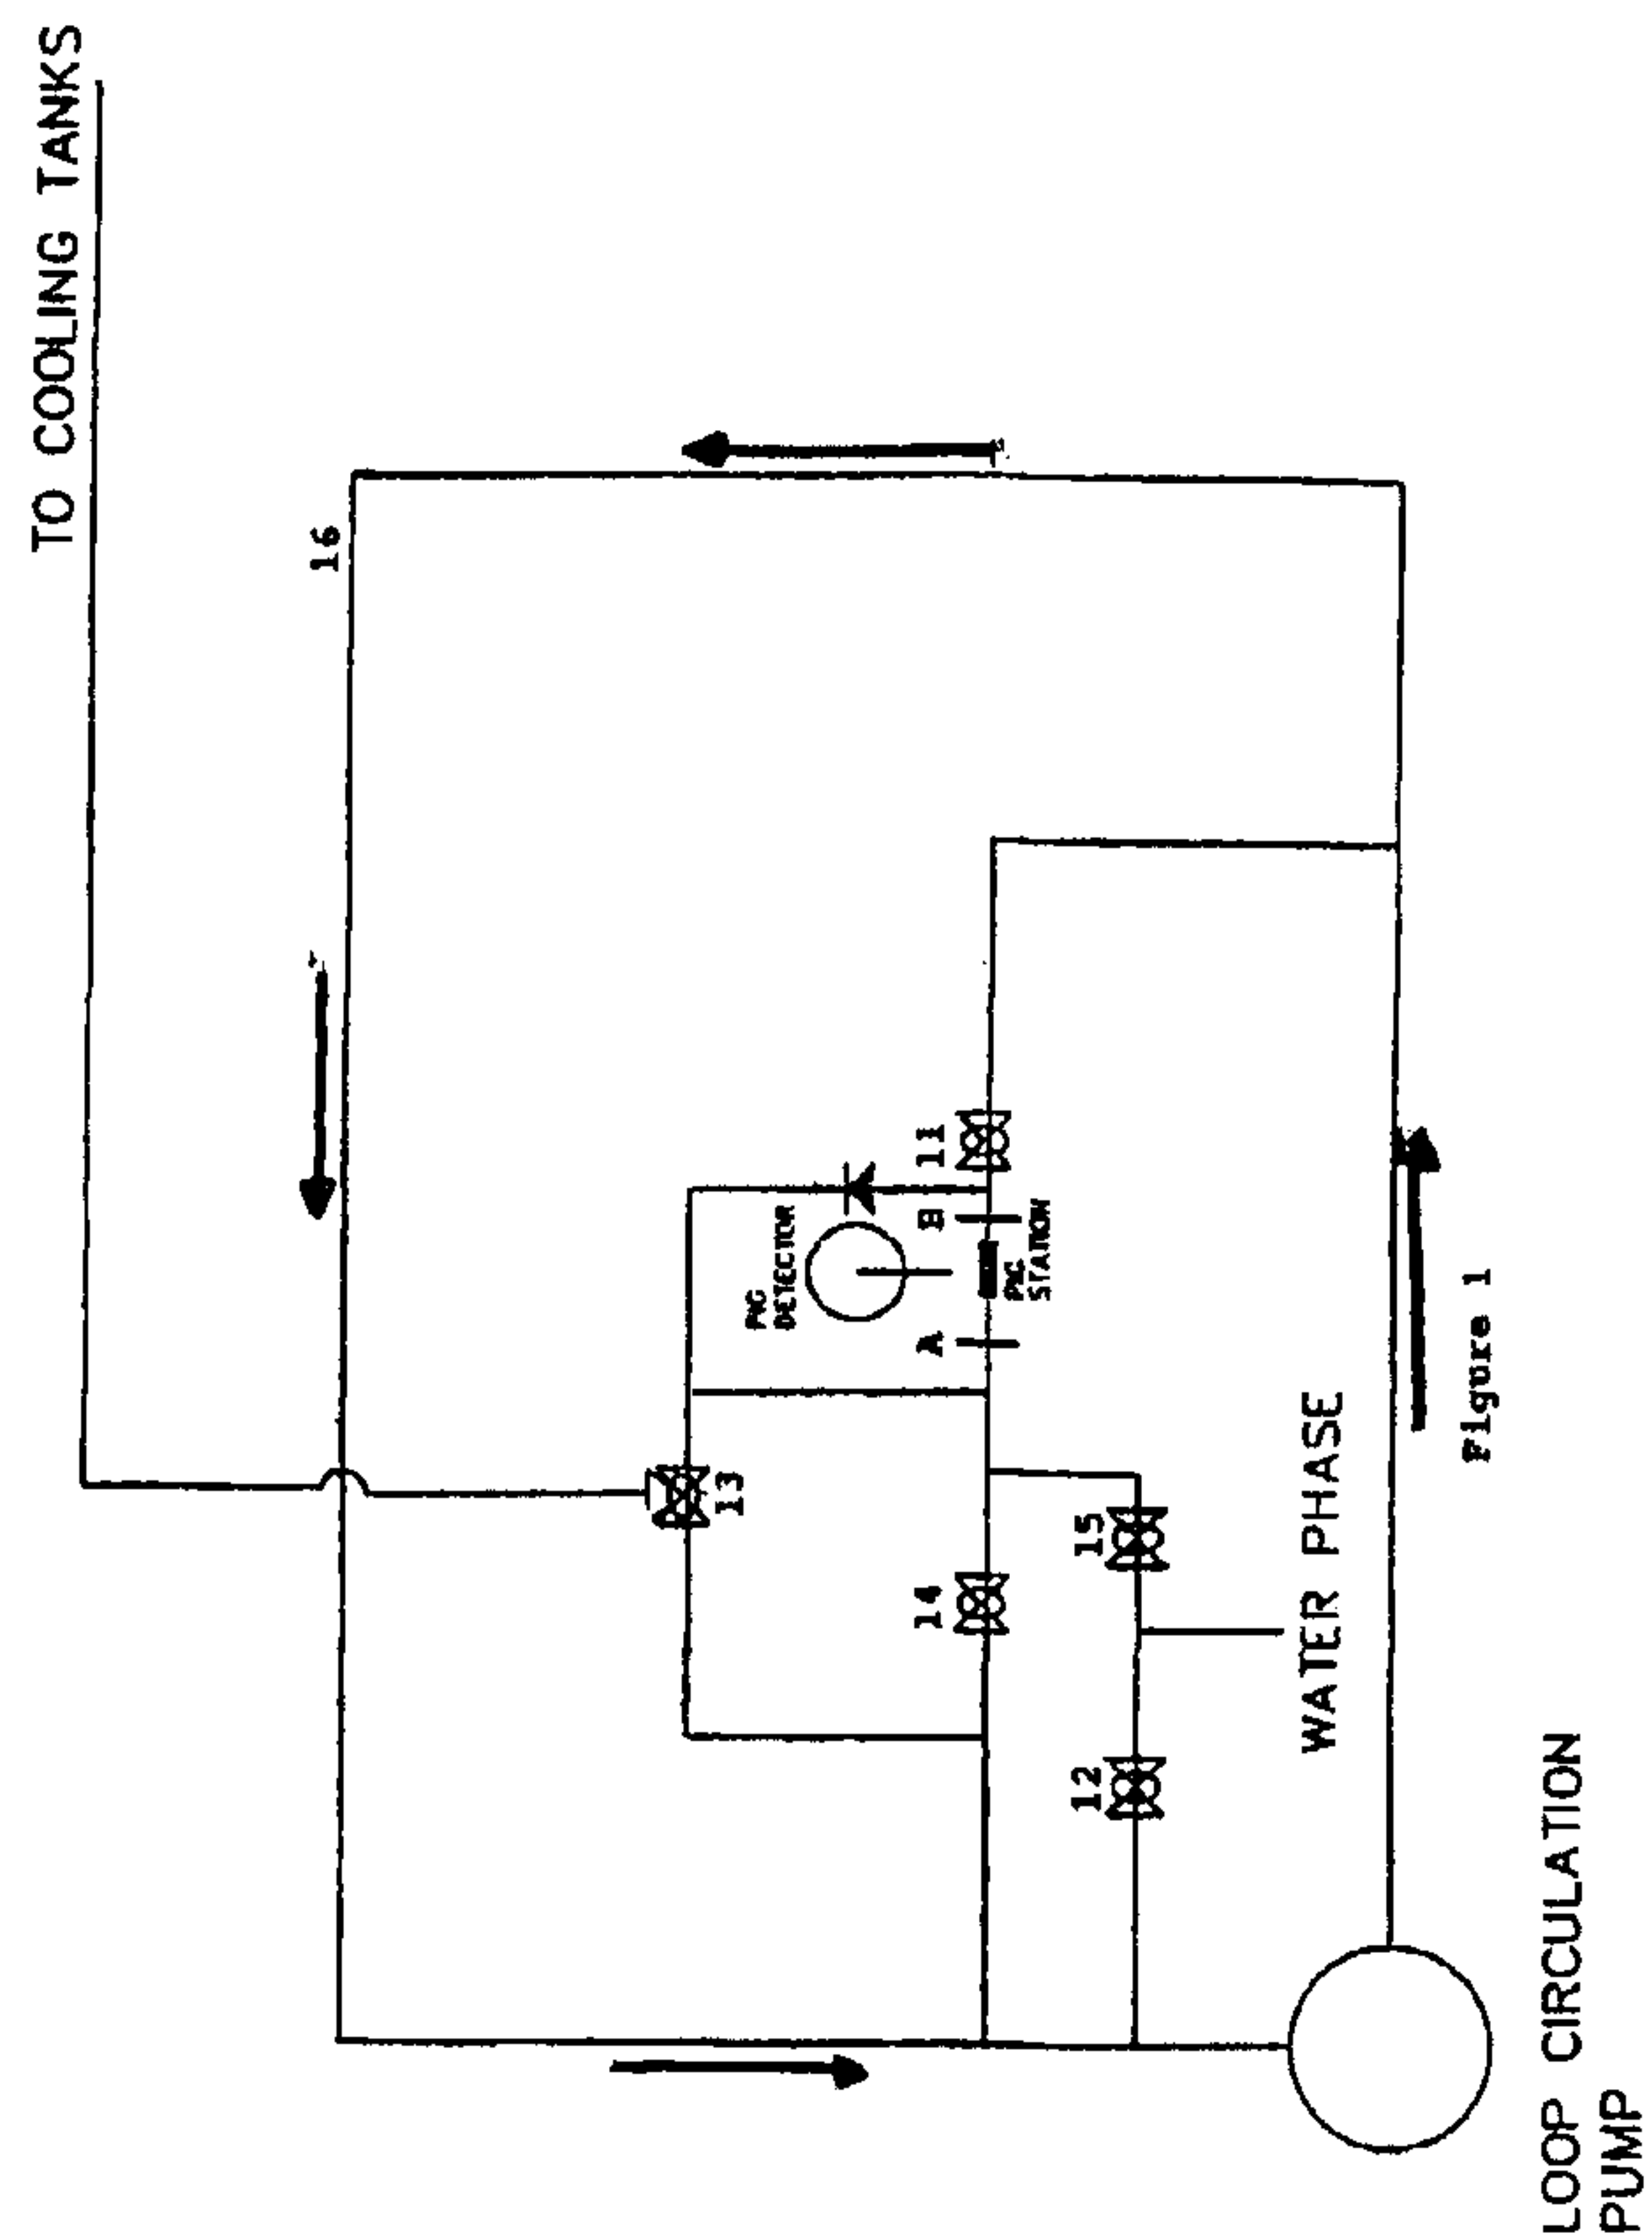 TO COOLING TANKS
16
PIG
DETECTOR
B
11
A
PIG
STATION
13
14
15
12
WATER PHASE
LOOP CIRCULATION
PUMP
Figure 1